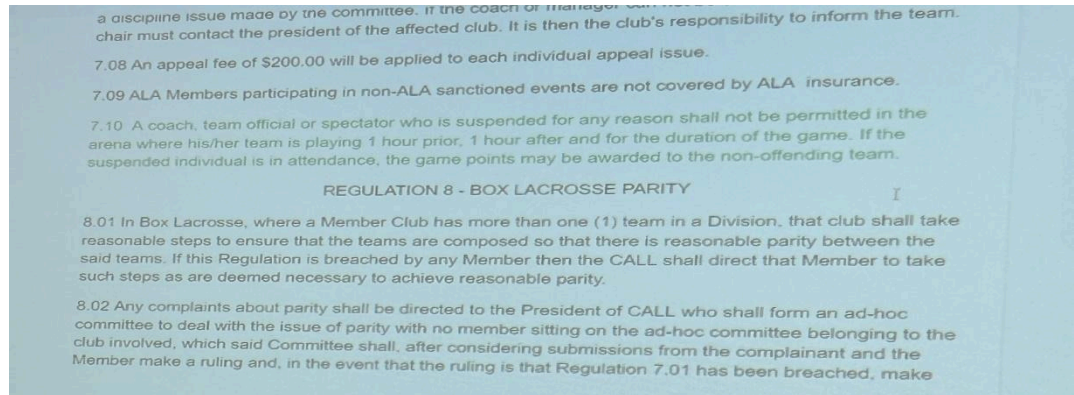 a discipline issue made by the committee. If the coach or manager
chair must contact the president of the affected club. It is then the club's responsibility to inform the team.
7.08 An appeal fee of $200.00 will be applied to each individual appeal issue.
7.09 ALA Members participating in non-ALA sanctioned events are not covered by ALA insurance.
7.10 A coach, team official or spectator who is suspended for any reason shall not be permitted in the
arena where his/her team is playing 1 hour prior, 1 hour after and for the duration of the game. If the
suspended individual is in attendance, the game points may be awarded to the non-offending team.
REGULATION 8 - BOX LACROSSE PARITY
8.01 In Box Lacrosse, where a Member Club has more than one (1) team in a Division, that club shall take
reasonable steps to ensure that the teams are composed so that there is reasonable parity between the
said teams. If this Regulation is breached by any Member then the CALL shall direct that Member to take
such steps as are deemed necessary to achieve reasonable parity.
8.02 Any complaints about parity shall be directed to the President of CALL who shall form an ad-hoc
committee to deal with the issue of parity with no member sitting on the ad-hoc committee belonging to the
club involved, which said Committee shall, after considering submissions from the complainant and the
Member make a ruling and, in the event that the ruling is that Regulation 7.01 has been breached, make